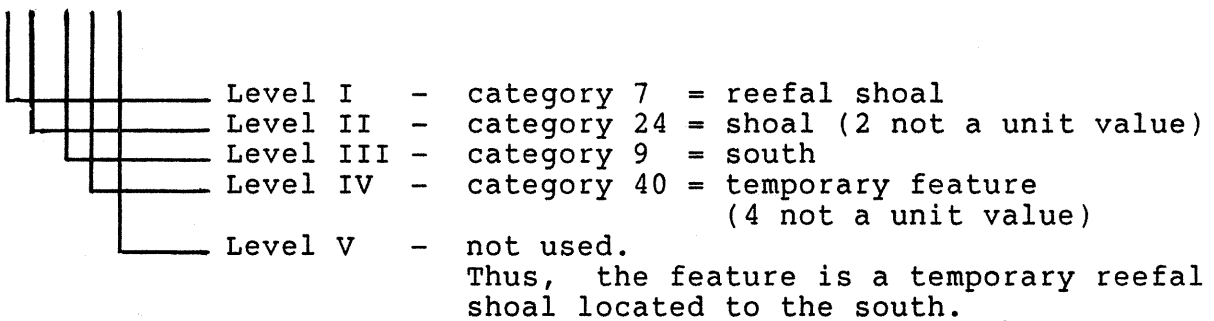 Level I - category 7 = reefal shoal
Level II - category 24 = shoal (2 not a unit value)
Level III - category 9 = south
Level IV - category 40 = temporary feature
(4 not a unit value)
Level V - not used.
Thus, the feature is a temporary reefal
shoal located to the south.